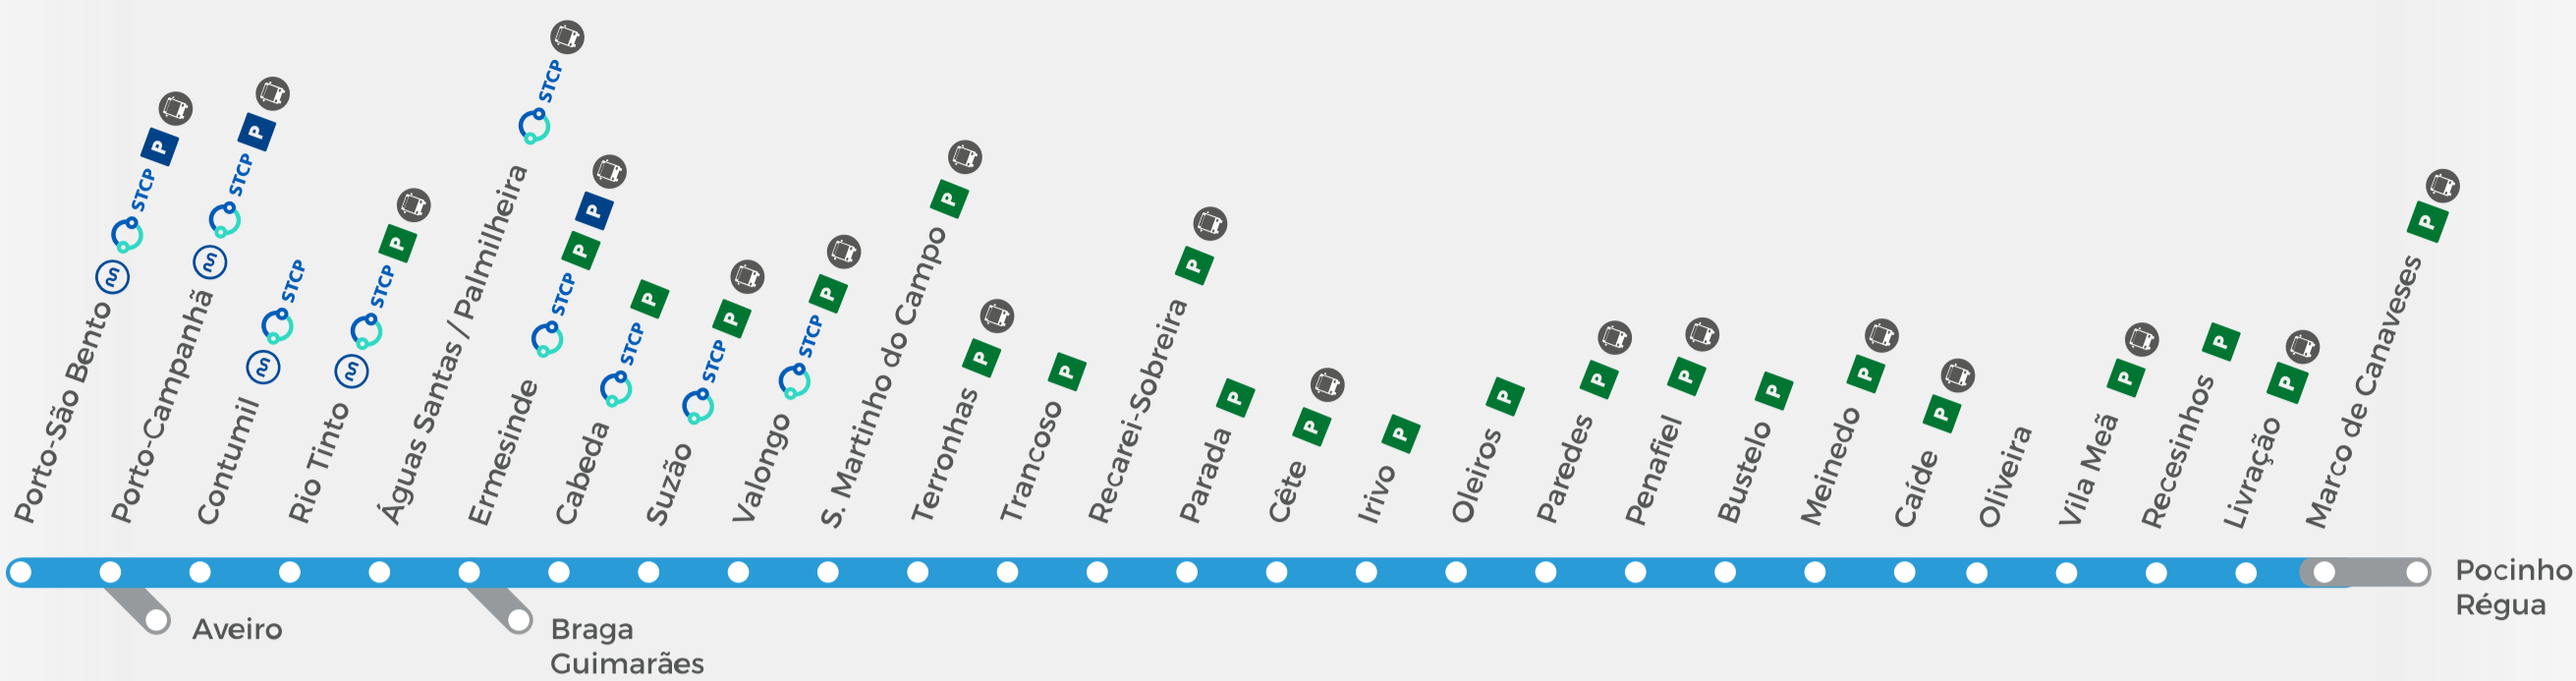 Porto-São Bento STCP P
Porto-Campanhã STCP P
Contumil STCP
Rio Tinto STCP P
Águas Santas / Palmilheira STCP
Ermesinde STCP P P
Cabeda STCP P
Suzão STCP P
Valongo STCP P
S. Martinho do Campo P
Terronhas P
Trancoso P
Recarei-Sobreira P
Parada P
Cête P
Irivo P
Oleiros P
Paredes P
Penafiel P
Bustelo P
Meinedo P
Caíde P
Oliveira
Vila Meã P
Recesinhos P
Livração P
Marco de Canaveses P
Pocinho
Régua
Aveiro
Braga
Guimarães